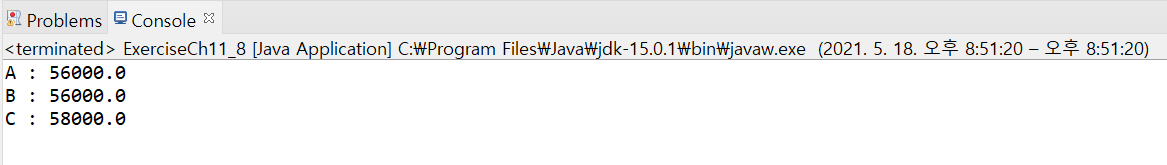 Problems Console
<terminated> ExerciseCh11_8 [Java Application] C:₩Program Files₩Java₩jdk-15.0.1₩bin₩javaw.exe (2021. 5. 18. 오후 8:51:20 – 오후 8:51:20)
A : 56000.0
B : 56000.0
C : 58000.0